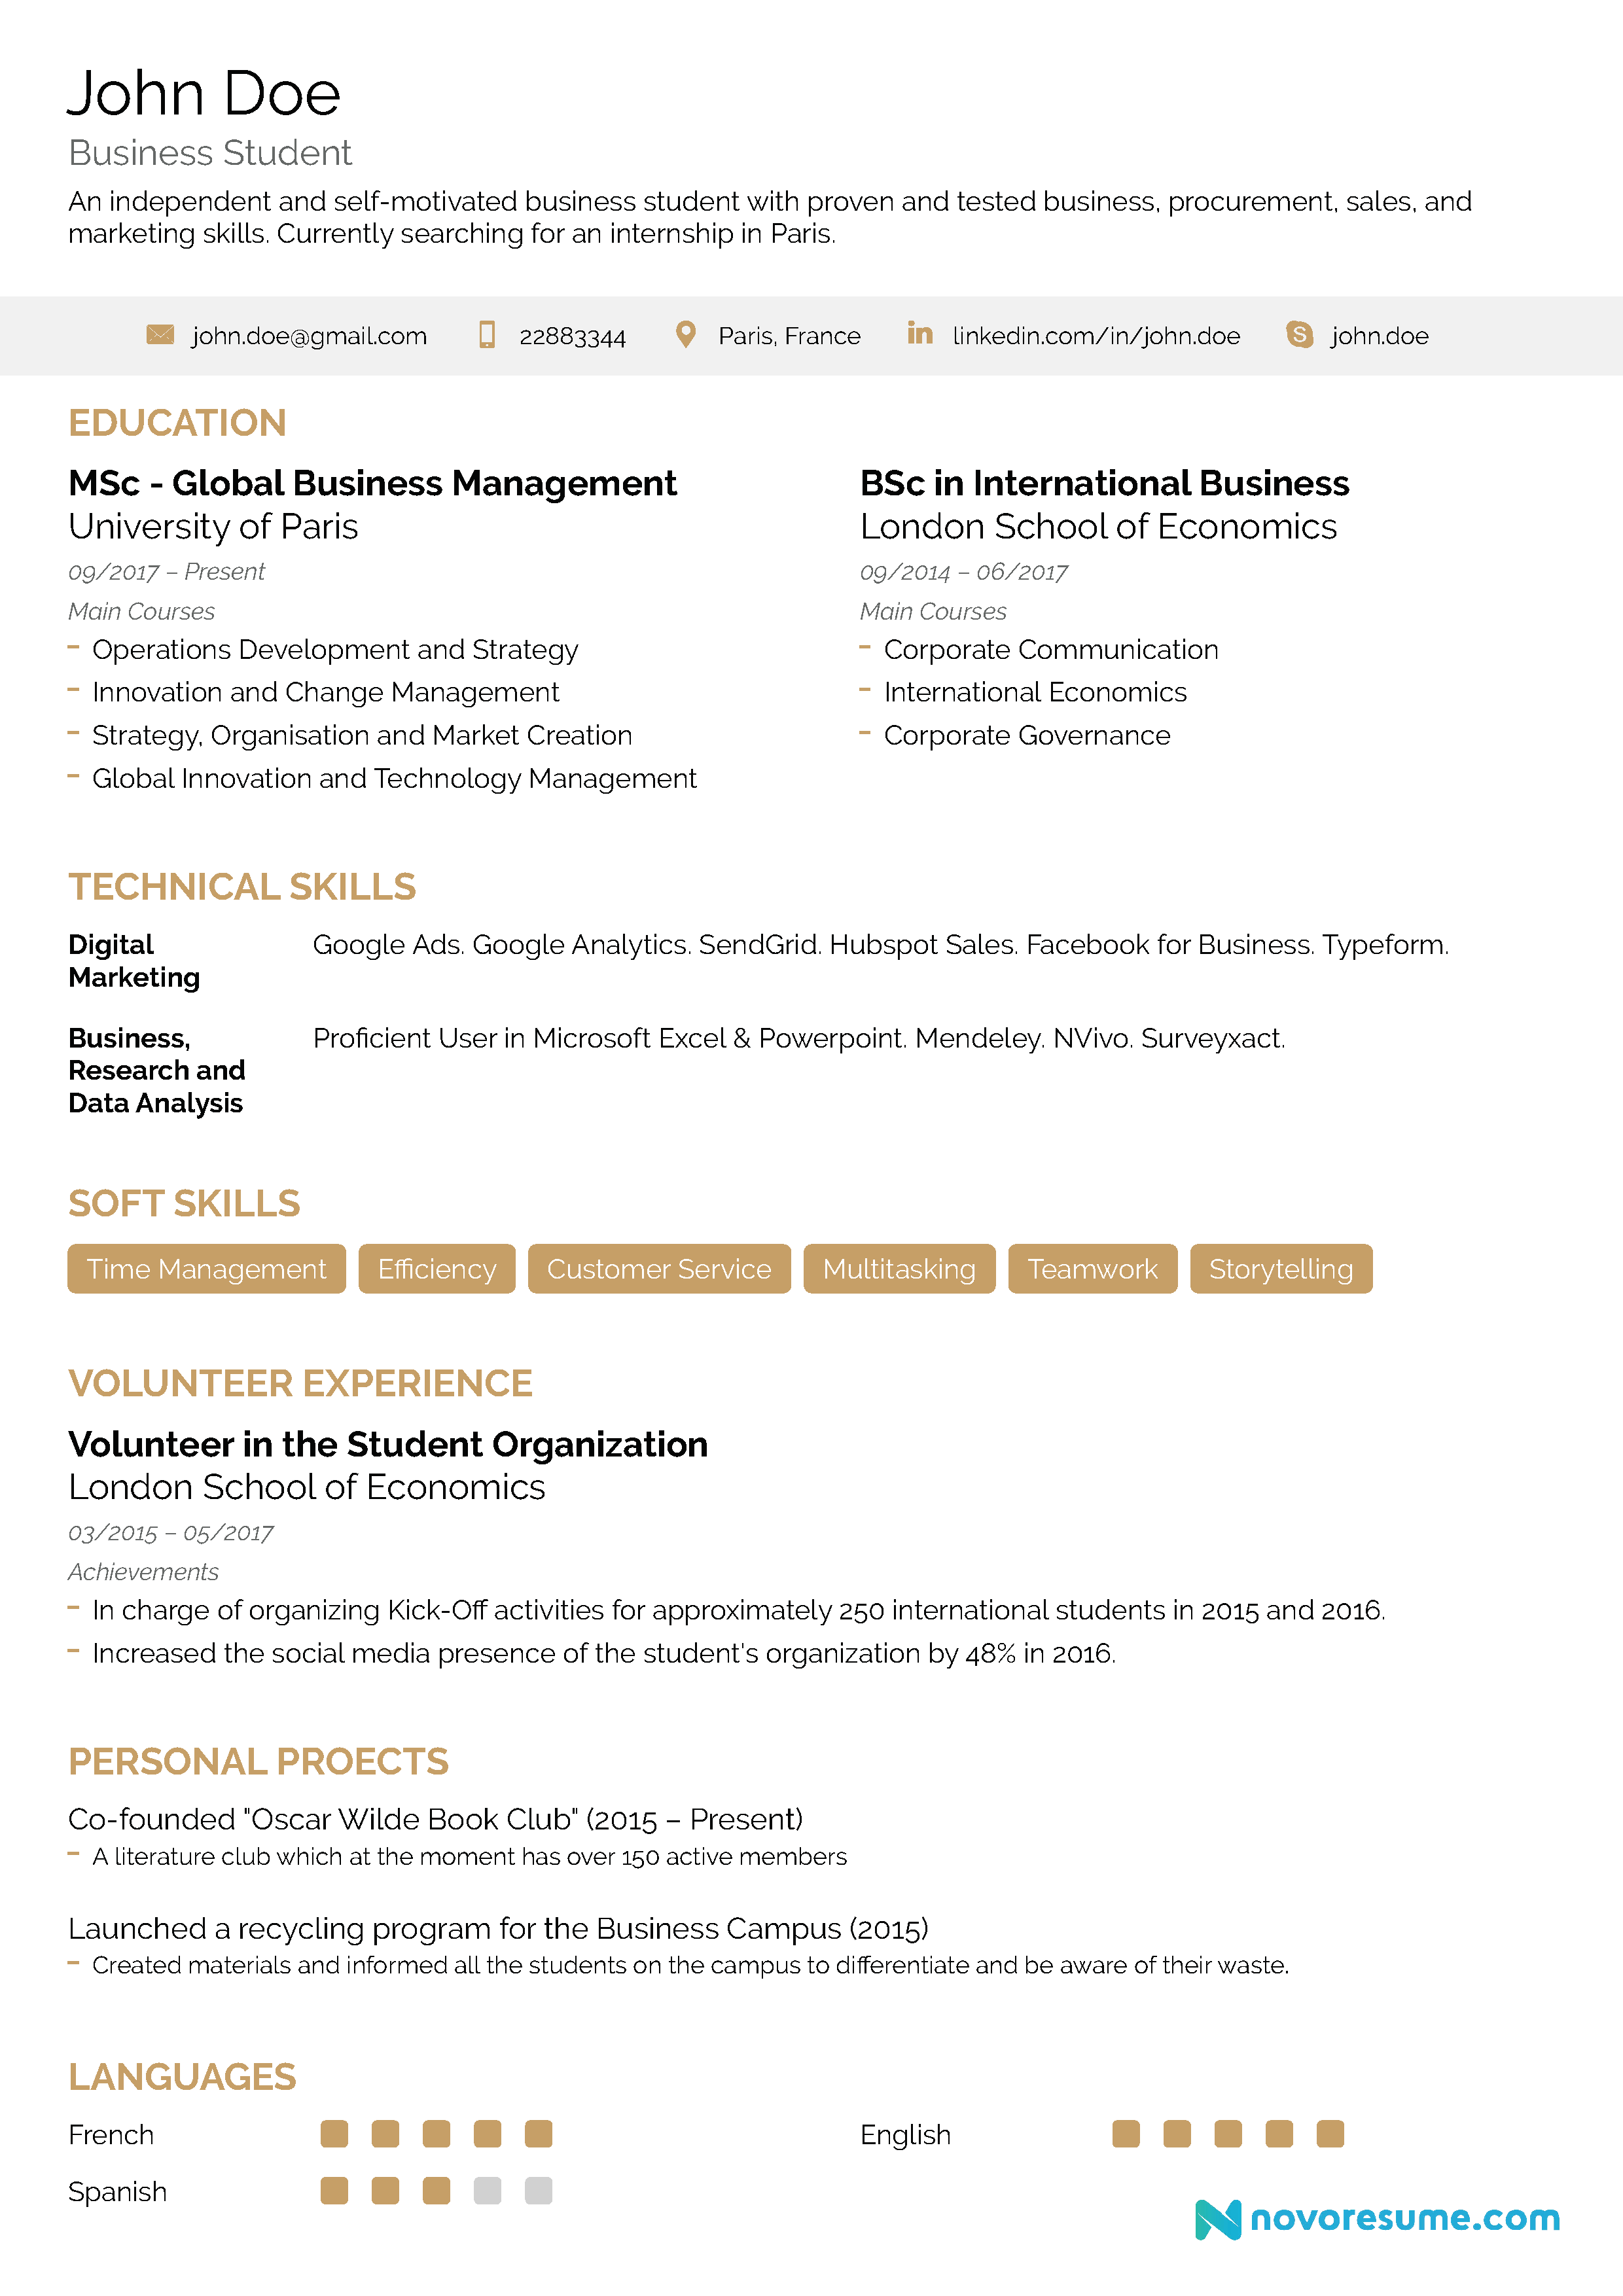 John Doe
Business Student
An independent and self-motivated business student with proven and tested business, procurement, sales, and
marketing skills. Currently searching for an internship in Paris.
john.doe@gmail.com 22883344 Paris, France linkedin.com/in/john.doe john.doe
EDUCATION
MSc - Global Business Management
University of Paris
09/2017 – Present
Main Courses
- Operations Development and Strategy
- Innovation and Change Management
- Strategy, Organisation and Market Creation
- Global Innovation and Technology Management
BSc in International Business
London School of Economics
09/2014 – 06/2017
Main Courses
- Corporate Communication
- International Economics
- Corporate Governance
TECHNICAL SKILLS
Digital
Marketing
Google Ads. Google Analytics. SendGrid. Hubspot Sales. Facebook for Business. Typeform.
Business,
Research and
Data Analysis
Proficient User in Microsoft Excel & Powerpoint. Mendeley. NVivo. Surveyxact.
SOFT SKILLS
Time Management Efficiency Customer Service Multitasking Teamwork Storytelling
VOLUNTEER EXPERIENCE
Volunteer in the Student Organization
London School of Economics
03/2015 – 05/2017
Achievements
- In charge of organizing Kick-Off activities for approximately 250 international students in 2015 and 2016.
- Increased the social media presence of the student's organization by 48% in 2016.
PERSONAL PROECTS
Co-founded "Oscar Wilde Book Club" (2015 – Present)
- A literature club which at the moment has over 150 active members
Launched a recycling program for the Business Campus (2015)
- Created materials and informed all the students on the campus to differentiate and be aware of their waste.
LANGUAGES
French
English
Spanish
novoresume.com